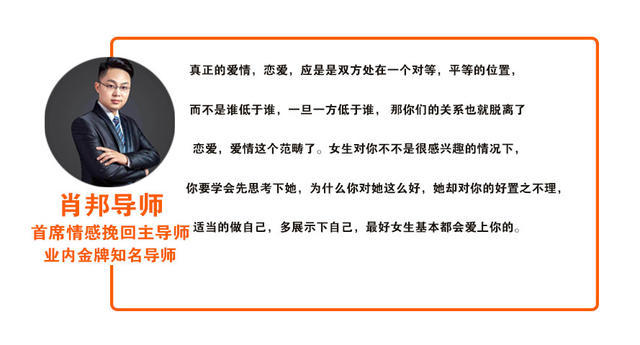 真正的爱情，恋爱，应是是双方处在一个对等，平等的位置，
而不是谁低于谁，一旦一方低于谁， 那你们的关系也就脱离了
恋爱，爱情这个范畴了。女生对你不不是很感兴趣的情况下，
你要学会先思考下她，为什么你对她这么好，她却对你的好置之不理，
适当的做自己，多展示下自己，最好女生基本都会爱上你的。
肖邦导师
首席情感挽回主导师
业内金牌知名导师